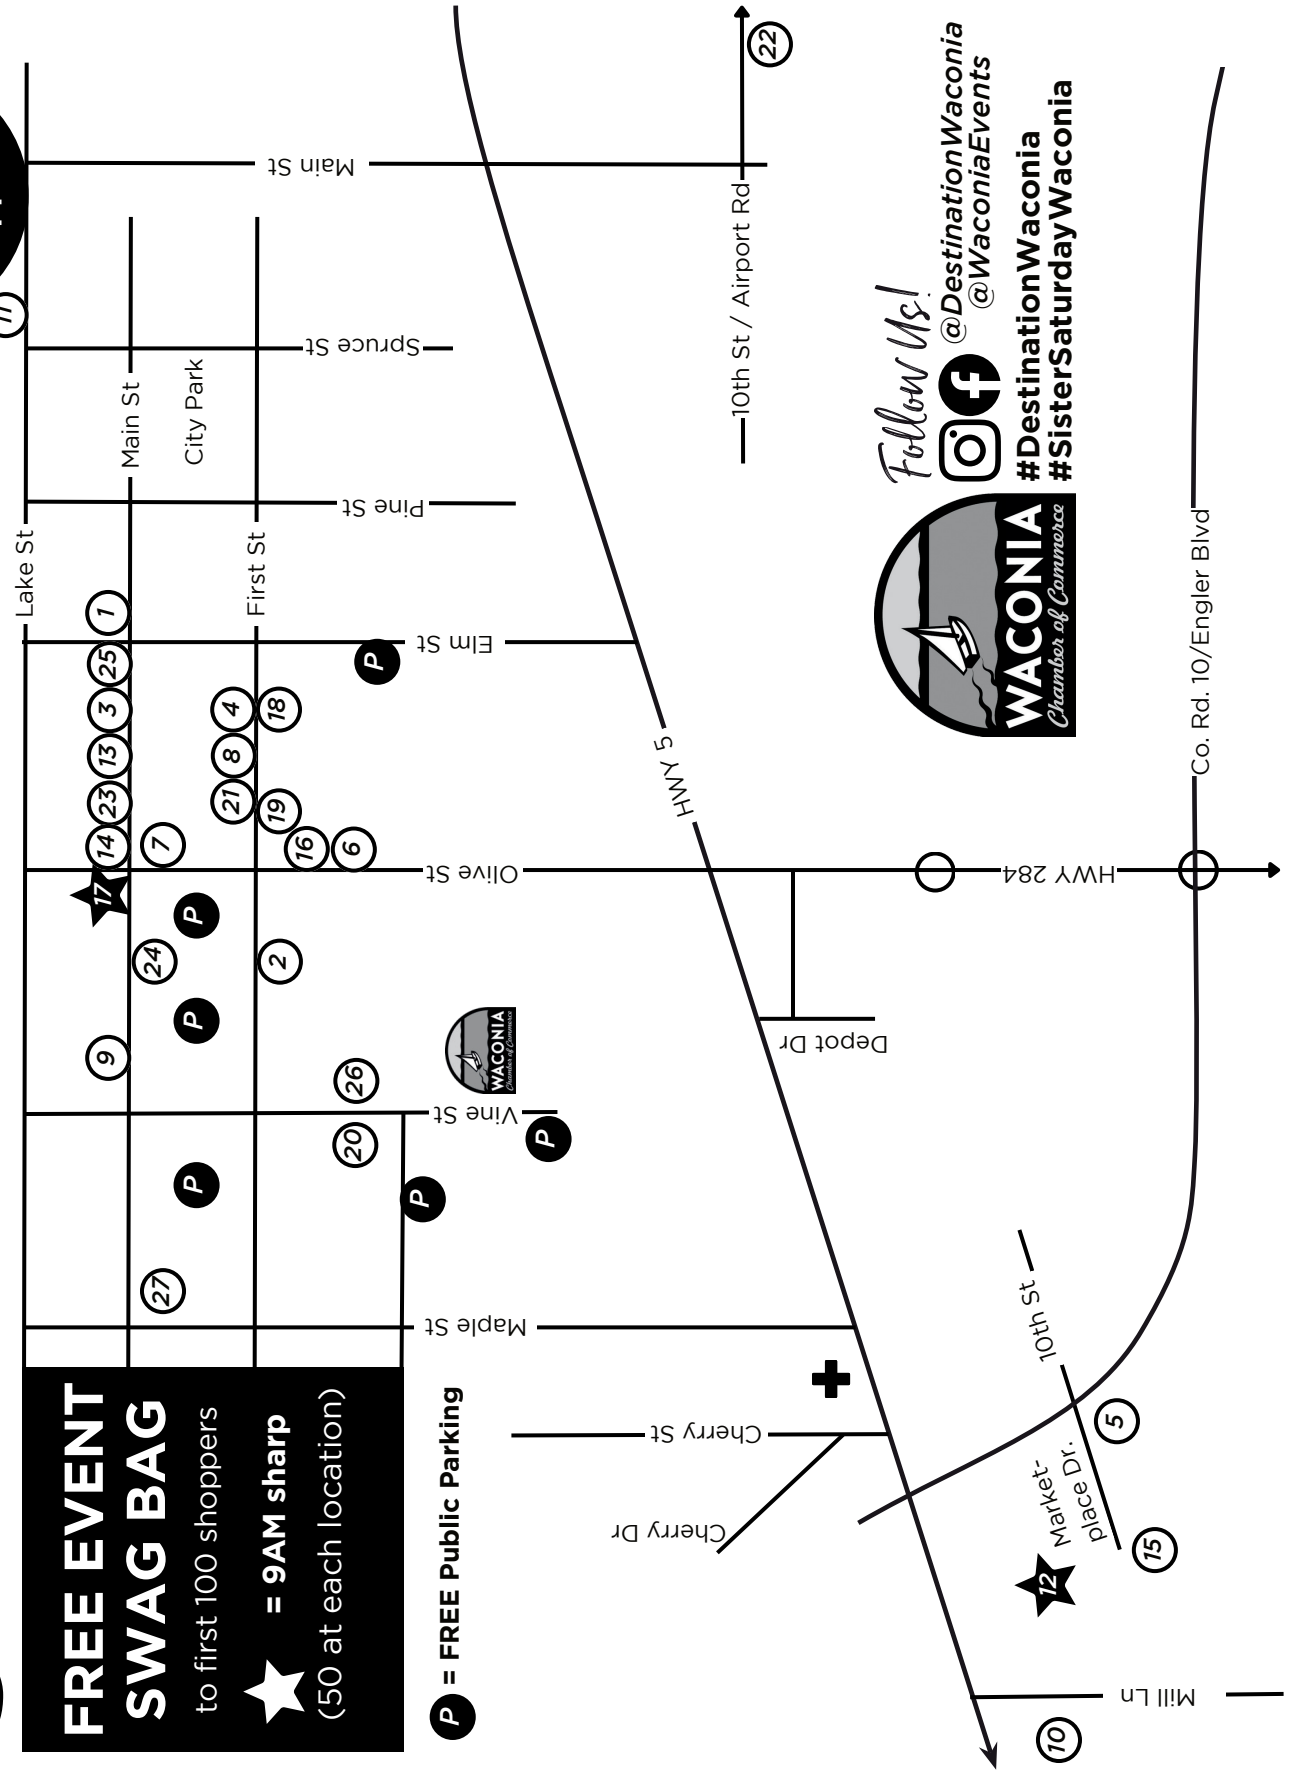 FREE EVENT
SWAG BAG
to first 100 shoppers
= 9AM sharp
(50 at each location)
P = FREE Public Parking
11
Lake St
27
9
24
17
14
23
13
3
25
1
7
Main St
City Park
P
P
P
2
21
8
4
19
18
First St
16
6
20
26
P
P
P
Maple St
Vine St
WACONIA
Chamber of Commerce
Olive St
Elm St
Pine St
Spruce St
Main St
Cherry St
Cherry Dr
HWY 5
Depot Dr
10th St / Airport Rd
22
Follow Us!
@DestinationWaconia
@WaconiaEvents
#DestinationWaconia
#SisterSaturdayWaconia
WACONIA
Chamber of Commerce
HWY 284
Co. Rd. 10/Engler Blvd
10th St
Market-
place Dr.
12
5
15
10
Mill Ln